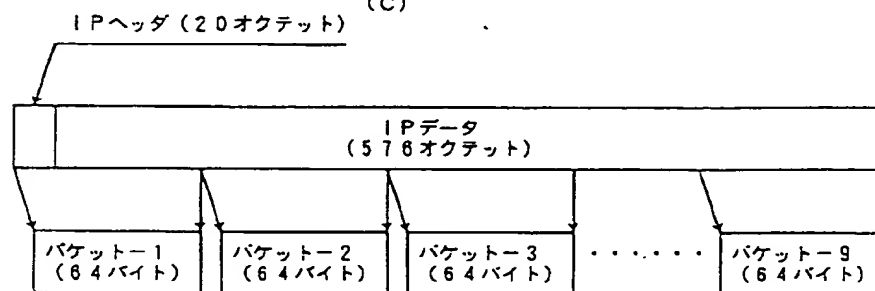 (C)
IPヘッダ(20オクテット)
IPデータ
(576オクテット)
パケット-1
(64バイト)
パケット-2
(64バイト)
パケット-3
(64バイト)
・・・・・・
パケット-9
(64バイト)